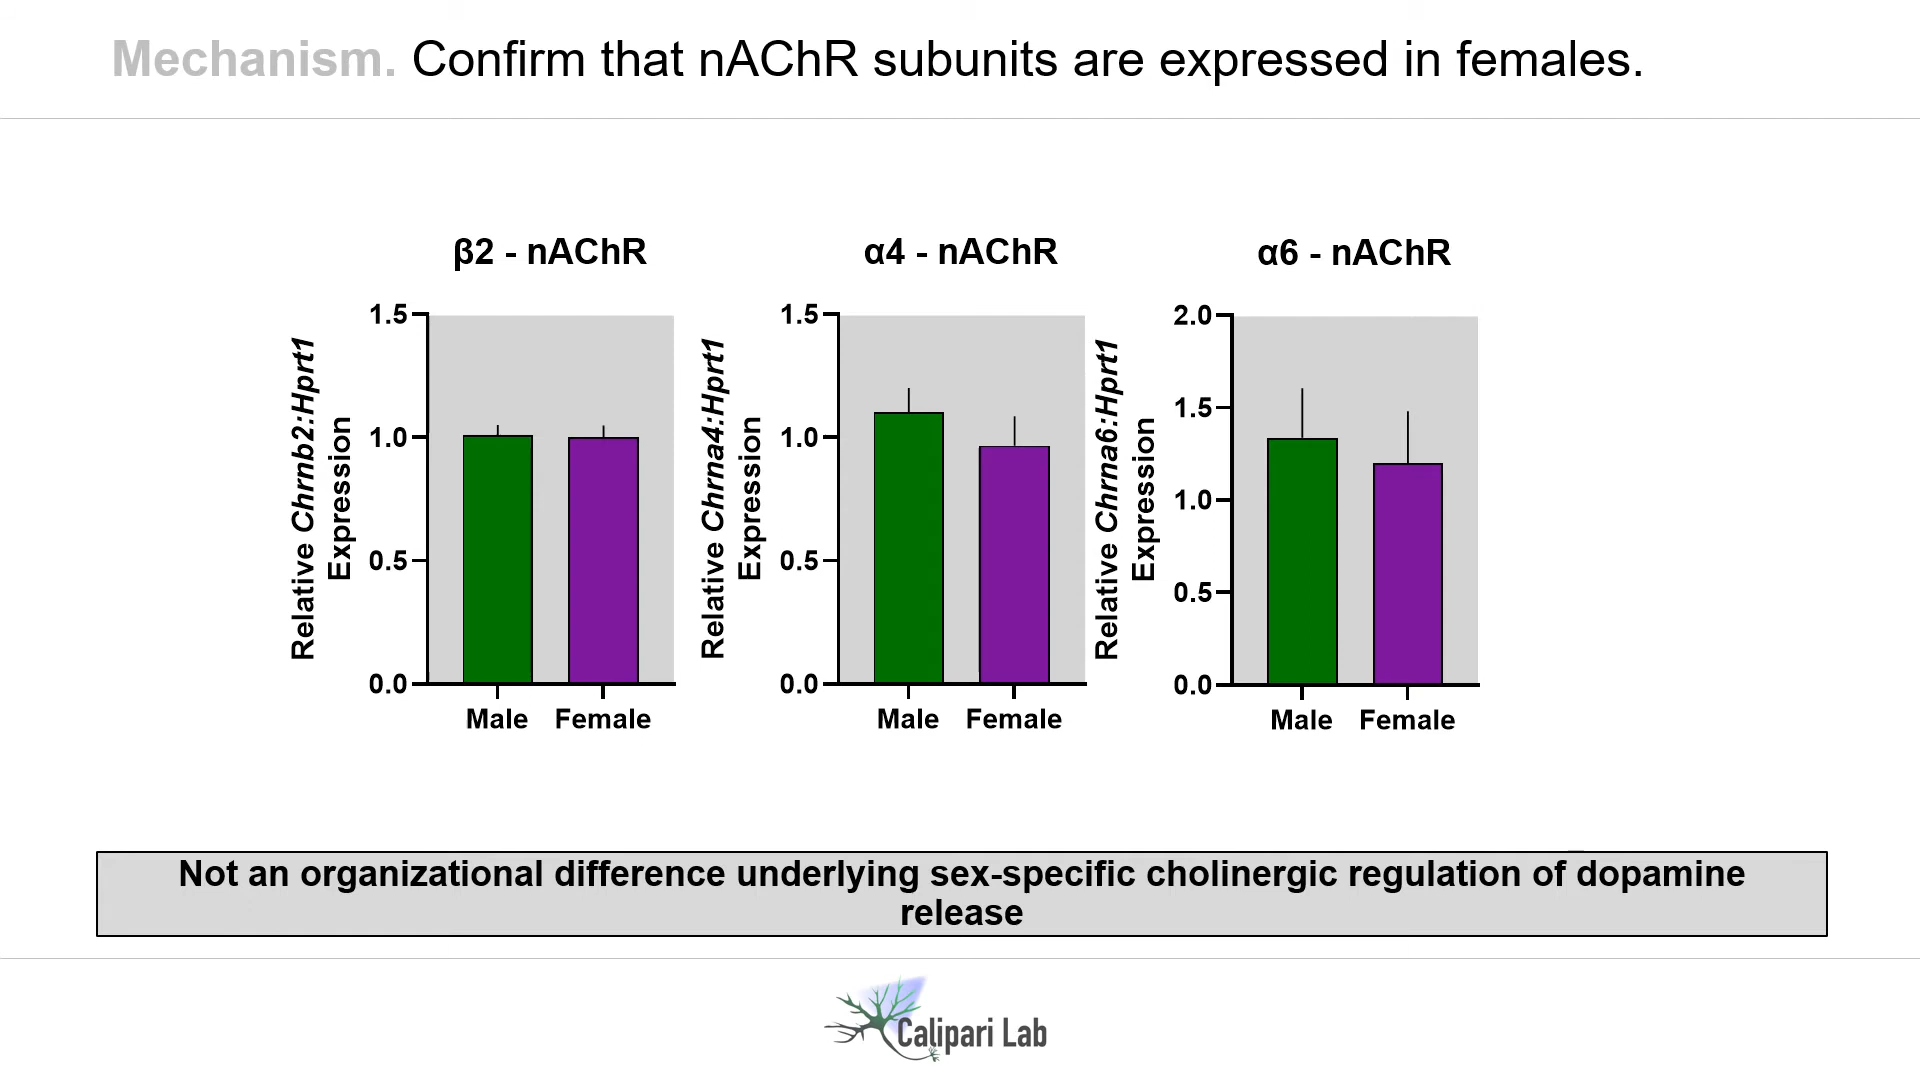 Mechanism. Confirm that nAChR subunits are expressed in females.
β2 - nAChR
Relative Chrnb2:Hprt1
Expression
1.5
1.0
0.5
0.0
Male Female
α4 - nAChR
Relative Chrna4:Hprt1
Expression
1.5
1.0
0.5
0.0
Male Female
α6 - nAChR
Relative Chrna6:Hprt1
Expression
2.0
1.5
1.0
0.5
0.0
Male Female
Not an organizational difference underlying sex-specific cholinergic regulation of dopamine
release
Calipari Lab